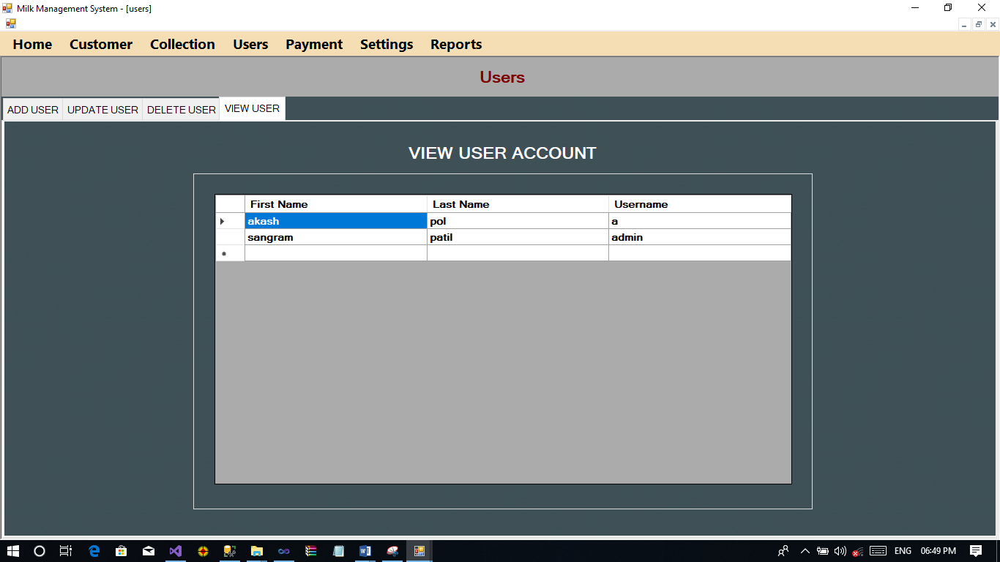 Milk Management System - [users]
Home Customer Collection Users Payment Settings Reports
Users
ADD USER UPDATE USER DELETE USER VIEW USER
VIEW USER ACCOUNT
First Name Last Name Username
akash pol a
sangram patil admin
ENG 06:49 PM